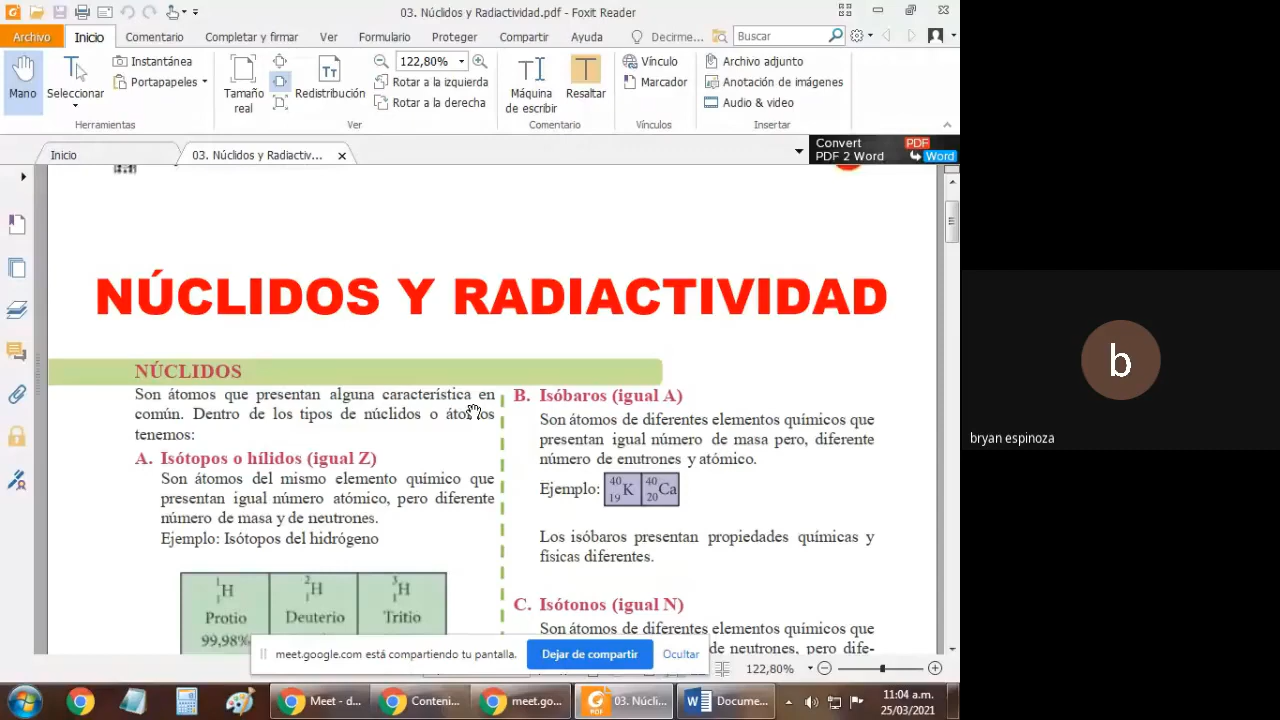 03. Núclidos y Radiactividad.pdf - Foxit Reader
Archivo Inicio Comentario Completar y firmar Ver Formulario Proteger Compartir Ayuda Decirme... Buscar
Mano
Seleccionar
Instantánea
Portapapeles
Herramientas
Tamaño real
122,80%
Redistribución
Rotar a la izquierda
Rotar a la derecha
Ver
Máquina de escribir
Resaltar
Comentario
Vínculo
Marcador
Vínculos
Archivo adjunto
Anotación de imágenes
Audio & video
Insertar
Inicio
03. Núclidos y Radiactiv...
Convert PDF
PDF 2 Word Word
NÚCLIDOS Y RADIACTIVIDAD
NÚCLIDOS
Son átomos que presentan alguna característica en
común. Dentro de los tipos de núclidos o átomos
tenemos:
A. Isótopos o hílidos (igual Z)
Son átomos del mismo elemento químico que
presentan igual número atómico, pero diferente
número de masa y de neutrones.
Ejemplo: Isótopos del hidrógeno
1 1 H 2 1 H 3 1 H
Protio Deuterio Tritio
99,98%
B. Isóbaros (igual A)
Son átomos de diferentes elementos químicos que
presentan igual número de masa pero, diferente
número de enutrones y atómico.
Ejemplo: 40 19 K 40 20 Ca
Los isóbaros presentan propiedades químicas y
físicas diferentes.
C. Isótonos (igual N)
Son átomos de diferentes elementos químicos que
de neutrones, pero dife-
meet.google.com está compartiendo tu pantalla. Dejar de compartir Ocultar
122,80%
b
bryan espinoza
Meet - d... Conteni... meet.go... 03. Núcli... Docume...
11:04 a.m.
25/03/2021